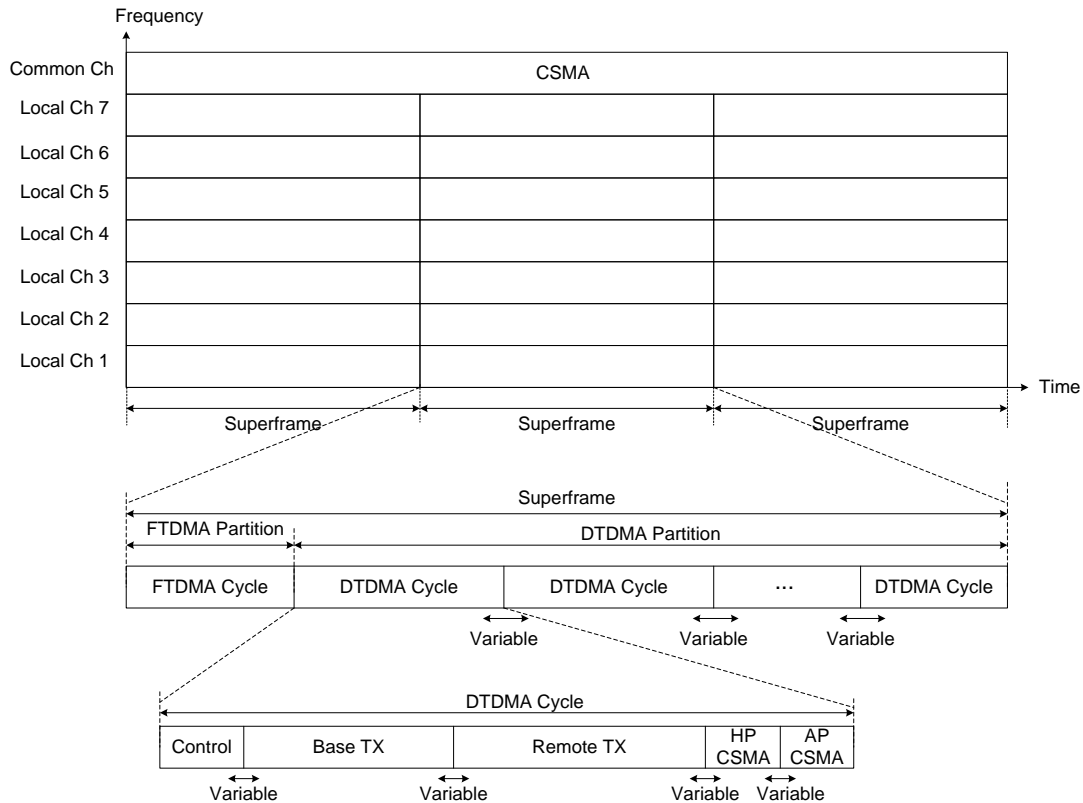 Frequency
Common Ch
CSMA
Local Ch 7
Local Ch 6
Local Ch 5
Local Ch 4
Local Ch 3
Local Ch 2
Local Ch 1
Time
Superframe Superframe Superframe
Superframe
FTDMA Partition DTDMA Partition
FTDMA Cycle DTDMA Cycle DTDMA Cycle ... DTDMA Cycle
Variable Variable Variable
DTDMA Cycle
Control Base TX Remote TX HP CSMA AP CSMA
Variable Variable Variable Variable